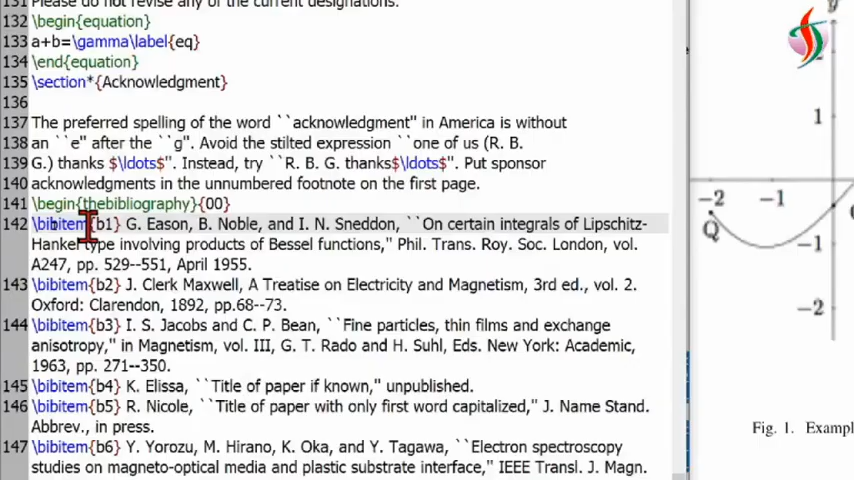 131 Please do not revise any of the current designations.
132 \begin{equation}
133 a+b=\gamma\label{eq}
134 \end{equation}
135 \section*{Acknowledgment}
136
137 The preferred spelling of the word ``acknowledgment'' in America is without
138 an ``e'' after the ``g''. Avoid the stilted expression ``one of us (R. B.
139 G.) thanks $\ldots$''. Instead, try ``R. B. G. thanks$\ldots$''. Put sponsor
140 acknowledgments in the unnumbered footnote on the first page.
141 \begin{thebibliography}{00}
142 \bibitem{b1} G. Eason, B. Noble, and I. N. Sneddon, ``On certain integrals of Lipschitz-
Hankel type involving products of Bessel functions,'' Phil. Trans. Roy. Soc. London, vol.
A247, pp. 529--551, April 1955.
143 \bibitem{b2} J. Clerk Maxwell, A Treatise on Electricity and Magnetism, 3rd ed., vol. 2.
Oxford: Clarendon, 1892, pp.68--73.
144 \bibitem{b3} I. S. Jacobs and C. P. Bean, ``Fine particles, thin films and exchange
anisotropy,'' in Magnetism, vol. III, G. T. Rado and H. Suhl, Eds. New York: Academic,
1963, pp. 271--350.
145 \bibitem{b4} K. Elissa, ``Title of paper if known,'' unpublished.
146 \bibitem{b5} R. Nicole, ``Title of paper with only first word capitalized,'' J. Name Stand.
Abbrev., in press.
147 \bibitem{b6} Y. Yorozu, M. Hirano, K. Oka, and Y. Tagawa, ``Electron spectroscopy
studies on magneto-optical media and plastic substrate interface,'' IEEE Transl. J. Magn.
y
1
−2 −1 0
Q
−1
−2
Fig. 1. Exampl